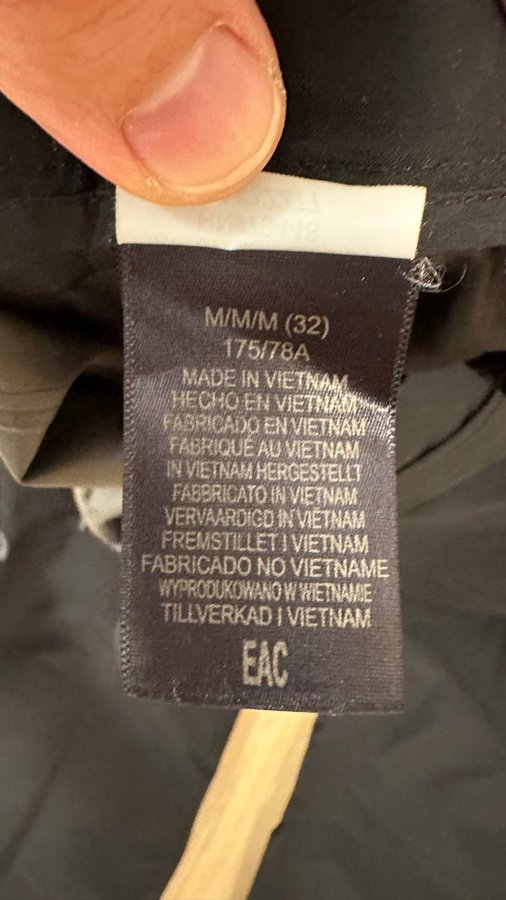 M/M/M (32)
175/78A
MADE IN VIETNAM
HECHO EN VIETNAM
FABRICADO EN VIETNAM
FABRIQUÉ AU VIETNAM
IN VIETNAM HERGESTELLT
FABBRICATO IN VIETNAM
VERVAARDIGD IN VIËTNAM
FREMSTILLET I VIETNAM
FABRICADO NO VIETNAME
WYPRODUKOWANO W WIETNAMIE
TILLVERKAD I VIETNAM
EAC